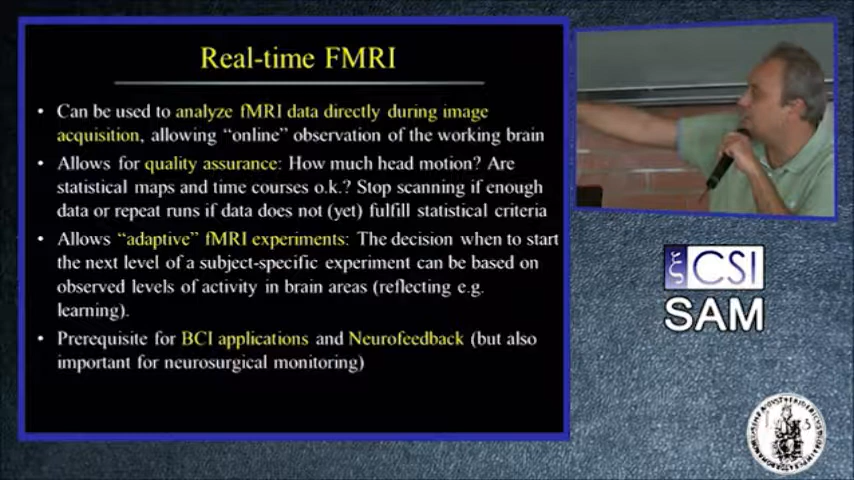 Real-time FMRI
• Can be used to analyze fMRI data directly during image
acquisition, allowing “online” observation of the working brain
• Allows for quality assurance: How much head motion? Are
statistical maps and time courses o.k.? Stop scanning if enough
data or repeat runs if data does not (yet) fulfill statistical criteria
• Allows “adaptive” fMRI experiments: The decision when to start
the next level of a subject-specific experiment can be based on
observed levels of activity in brain areas (reflecting e.g.
learning).
• Prerequisite for BCI applications and Neurofeedback (but also
important for neurosurgical monitoring)
ξ CSI
SAM